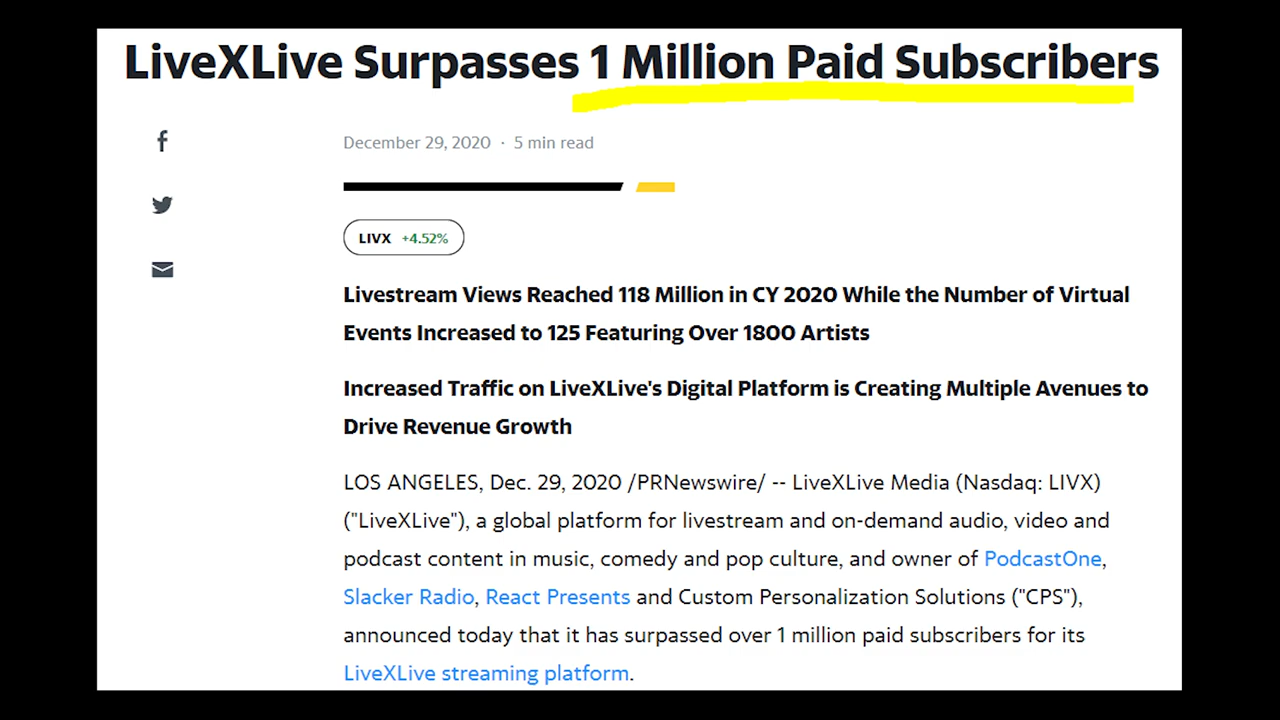 LiveXLive Surpasses 1 Million Paid Subscribers
December 29, 2020 · 5 min read
LIVX +4.52%
Livestream Views Reached 118 Million in CY 2020 While the Number of Virtual
Events Increased to 125 Featuring Over 1800 Artists
Increased Traffic on LiveXLive's Digital Platform is Creating Multiple Avenues to
Drive Revenue Growth
LOS ANGELES, Dec. 29, 2020 /PRNewswire/ -- LiveXLive Media (Nasdaq: LIVX)
("LiveXLive"), a global platform for livestream and on-demand audio, video and
podcast content in music, comedy and pop culture, and owner of PodcastOne,
Slacker Radio, React Presents and Custom Personalization Solutions ("CPS"),
announced today that it has surpassed over 1 million paid subscribers for its
LiveXLive streaming platform.